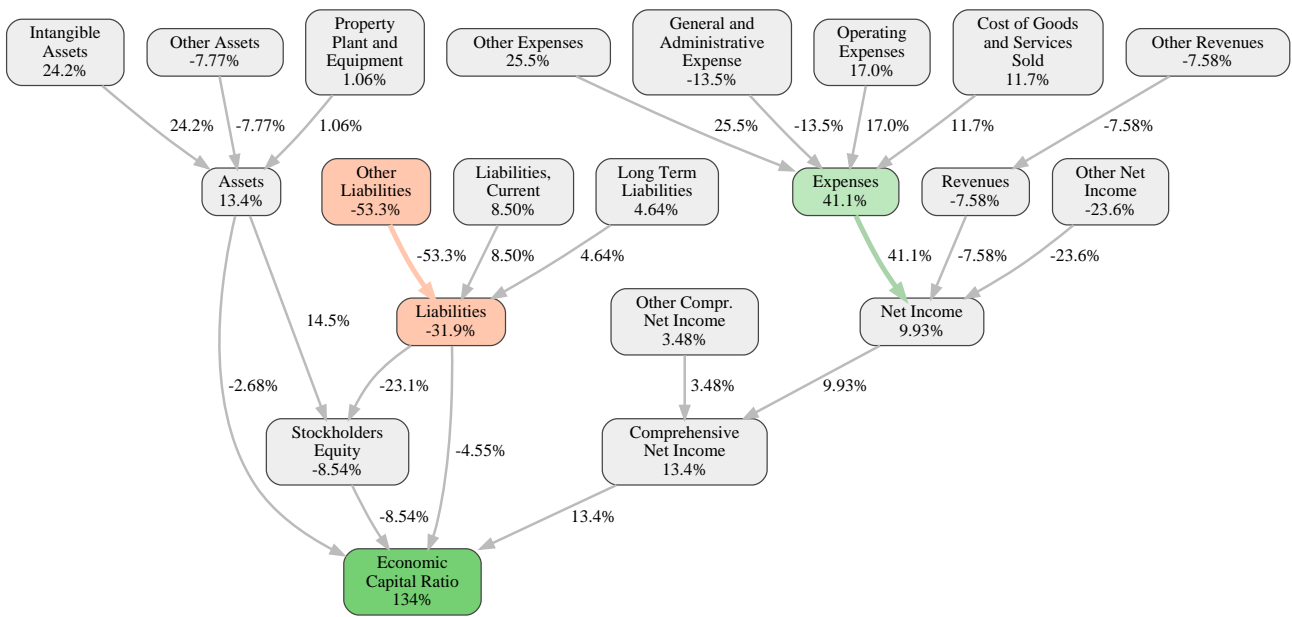 Intangible
Assets
24.2%
Other Assets
-7.77%
Property
Plant and
Equipment
1.06%
Other Expenses
25.5%
General and
Administrative
Expense
-13.5%
Operating
Expenses
17.0%
Cost of Goods
and Services
Sold
11.7%
Other Revenues
-7.58%
24.2%
-7.77%
1.06%
25.5%
-13.5%
17.0%
11.7%
-7.58%
Assets
13.4%
Other
Liabilities
-53.3%
Liabilities,
Current
8.50%
Long Term
Liabilities
4.64%
Expenses
41.1%
Revenues
-7.58%
Other Net
Income
-23.6%
-53.3%
8.50%
4.64%
41.1%
-7.58%
-23.6%
14.5%
Liabilities
-31.9%
Other Compr.
Net Income
3.48%
Net Income
9.93%
-2.68%
-23.1%
3.48%
9.93%
Stockholders
Equity
-8.54%
-4.55%
Comprehensive
Net Income
13.4%
-8.54%
13.4%
Economic
Capital Ratio
134%